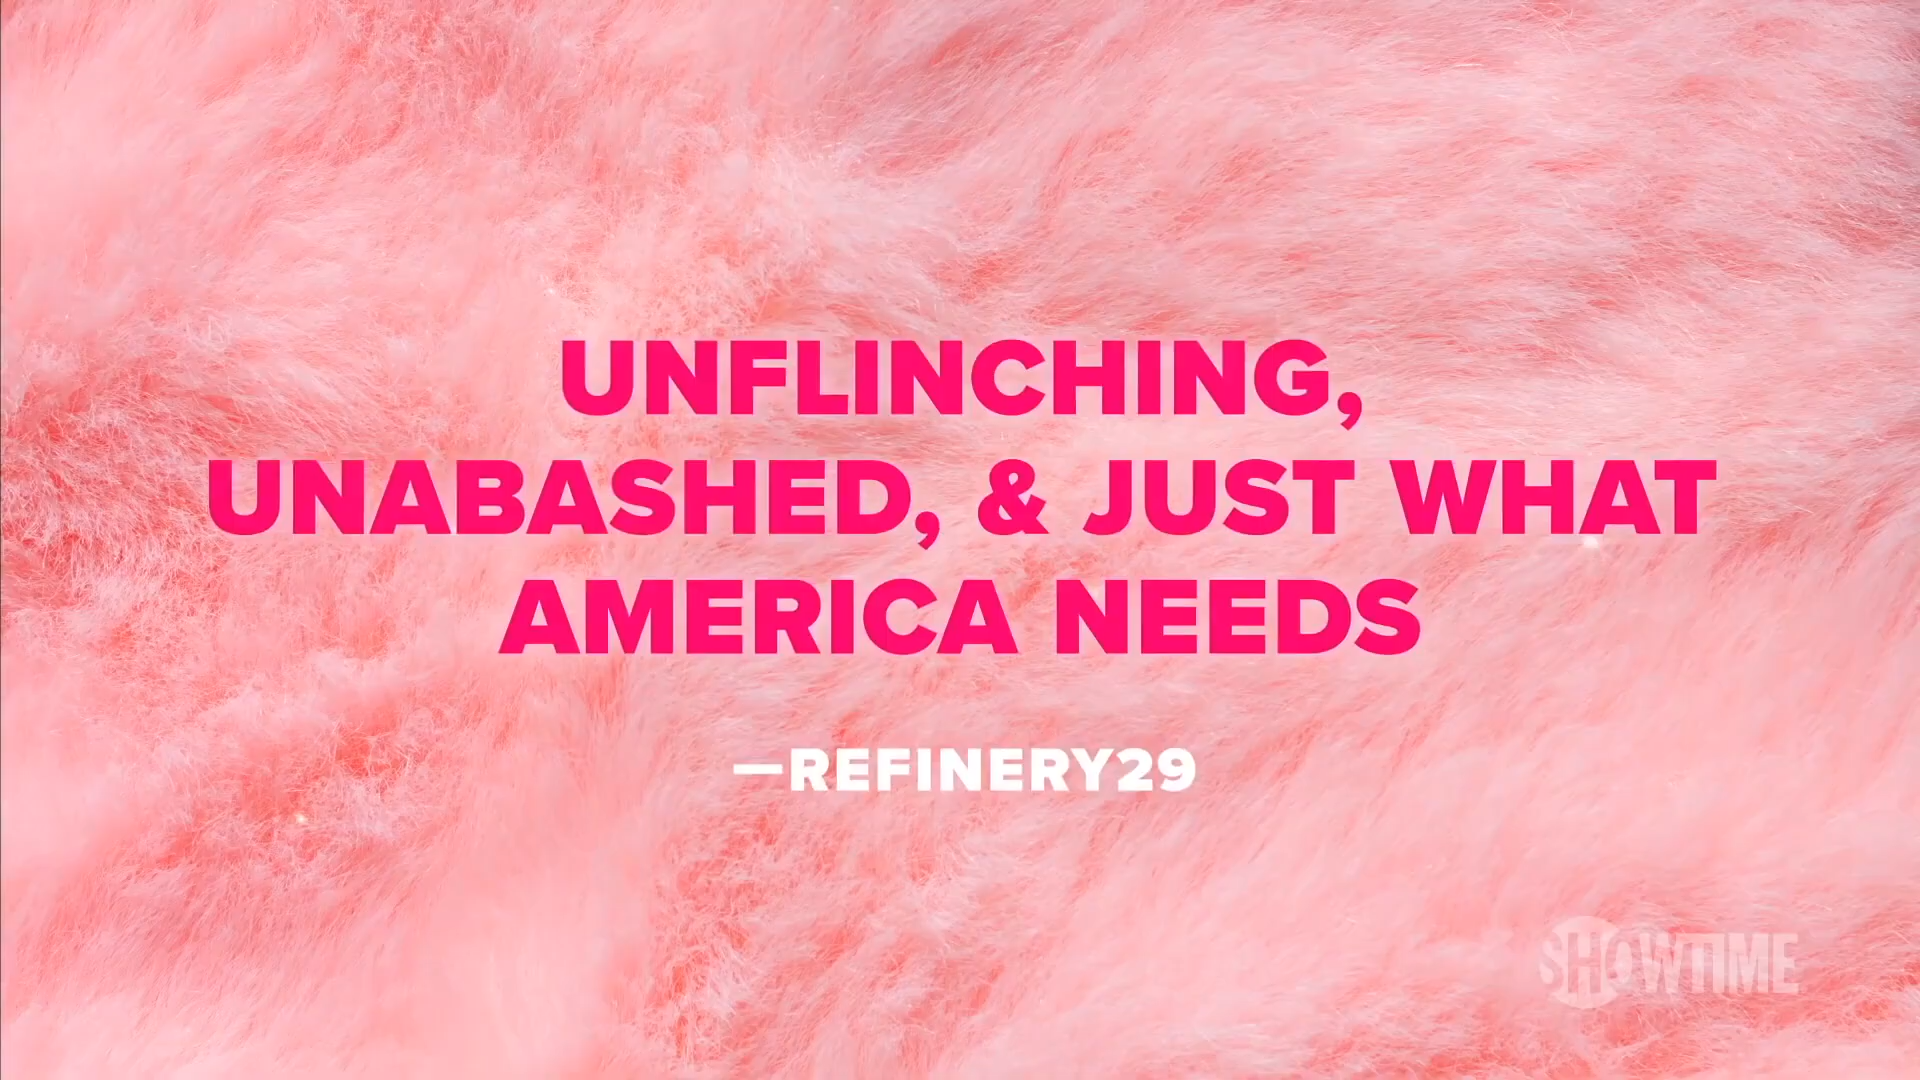 UNFLINCHING,
UNABASHED, & JUST WHAT
AMERICA NEEDS
—REFINERY29
SHOWTIME